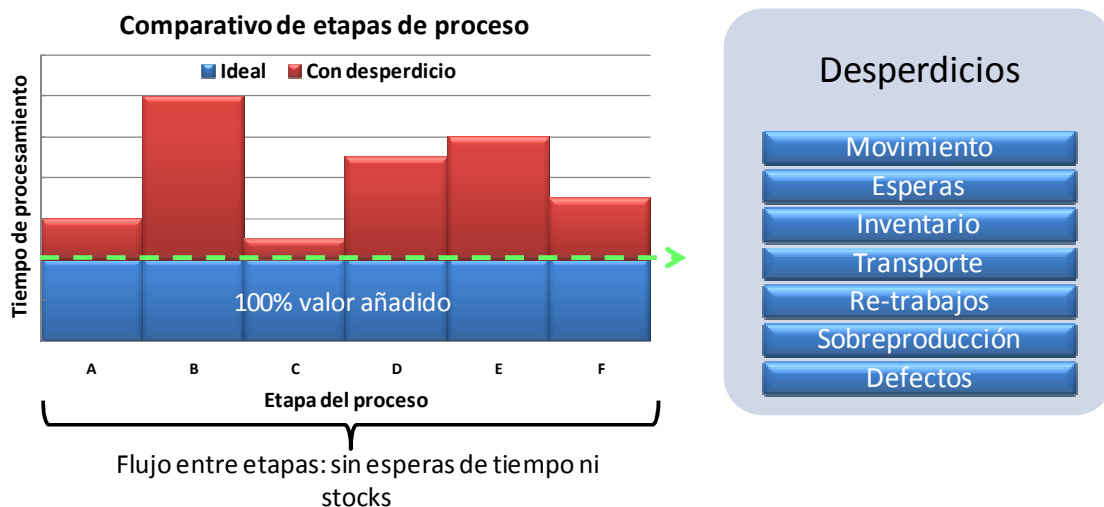 Comparativo de etapas de proceso
Ideal
Con desperdicio
Tiempo de procesamiento
100% valor añadido
A
B
C
D
E
F
Etapa del proceso
Flujo entre etapas: sin esperas de tiempo ni
stocks
Desperdicios
Movimiento
Esperas
Inventario
Transporte
Re-trabajos
Sobreproducción
Defectos